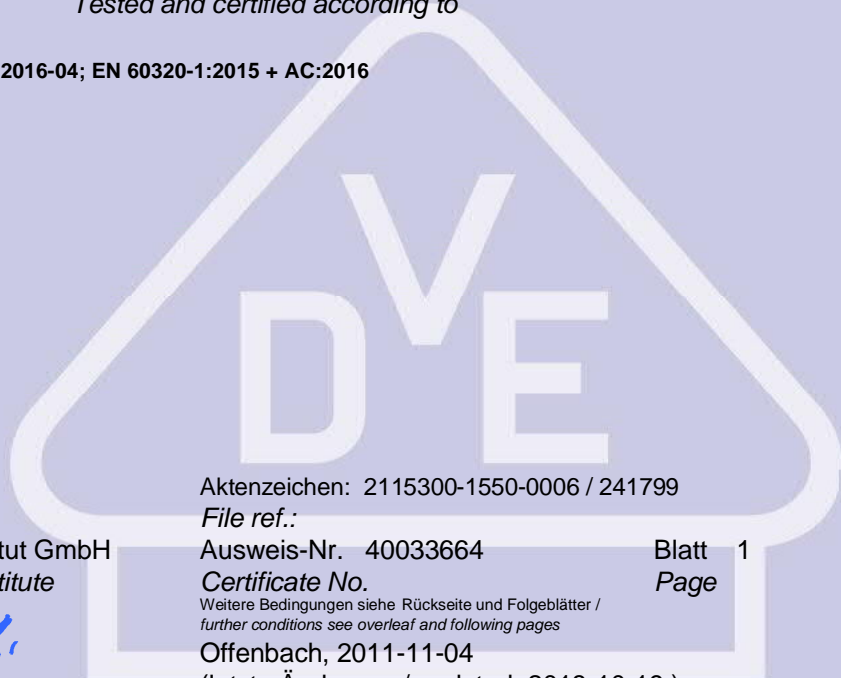 Tested and certified according to
2016-04; EN 60320-1:2015 + AC:2016
VDE
Aktenzeichen: 2115300-1550-0006 / 241799
File ref.:
tut GmbH
Ausweis-Nr. 40033664 Blatt 1
titute
Certificate No. Page
Weitere Bedingungen siehe Rückseite und Folgeblätter /
further conditions see overleaf and following pages
Offenbach, 2011-11-04